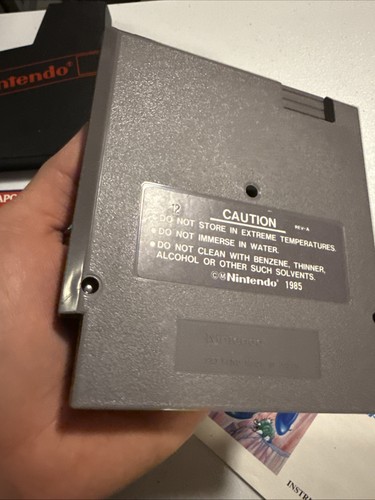 Nintendo®
CAUTION
REV-A
• DO NOT STORE IN EXTREME TEMPERATURES.
• DO NOT IMMERSE IN WATER.
• DO NOT CLEAN WITH BENZENE, THINNER,
ALCOHOL OR OTHER SUCH SOLVENTS.
©M Nintendo® 1985
INSTR